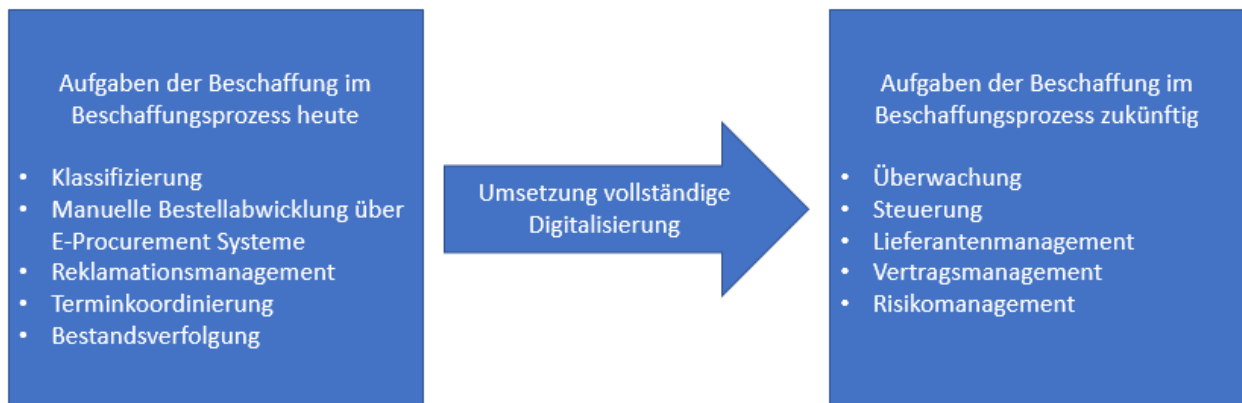 Aufgaben der Beschaffung im
Beschaffungsprozess heute
• Klassifizierung
• Manuelle Bestellabwicklung über
E-Procurement Systeme
• Reklamationsmanagement
• Terminkoordinierung
• Bestandsverfolgung
Umsetzung vollständige
Digitalisierung
Aufgaben der Beschaffung im
Beschaffungsprozess zukünftig
• Überwachung
• Steuerung
• Lieferantenmanagement
• Vertragsmanagement
• Risikomanagement